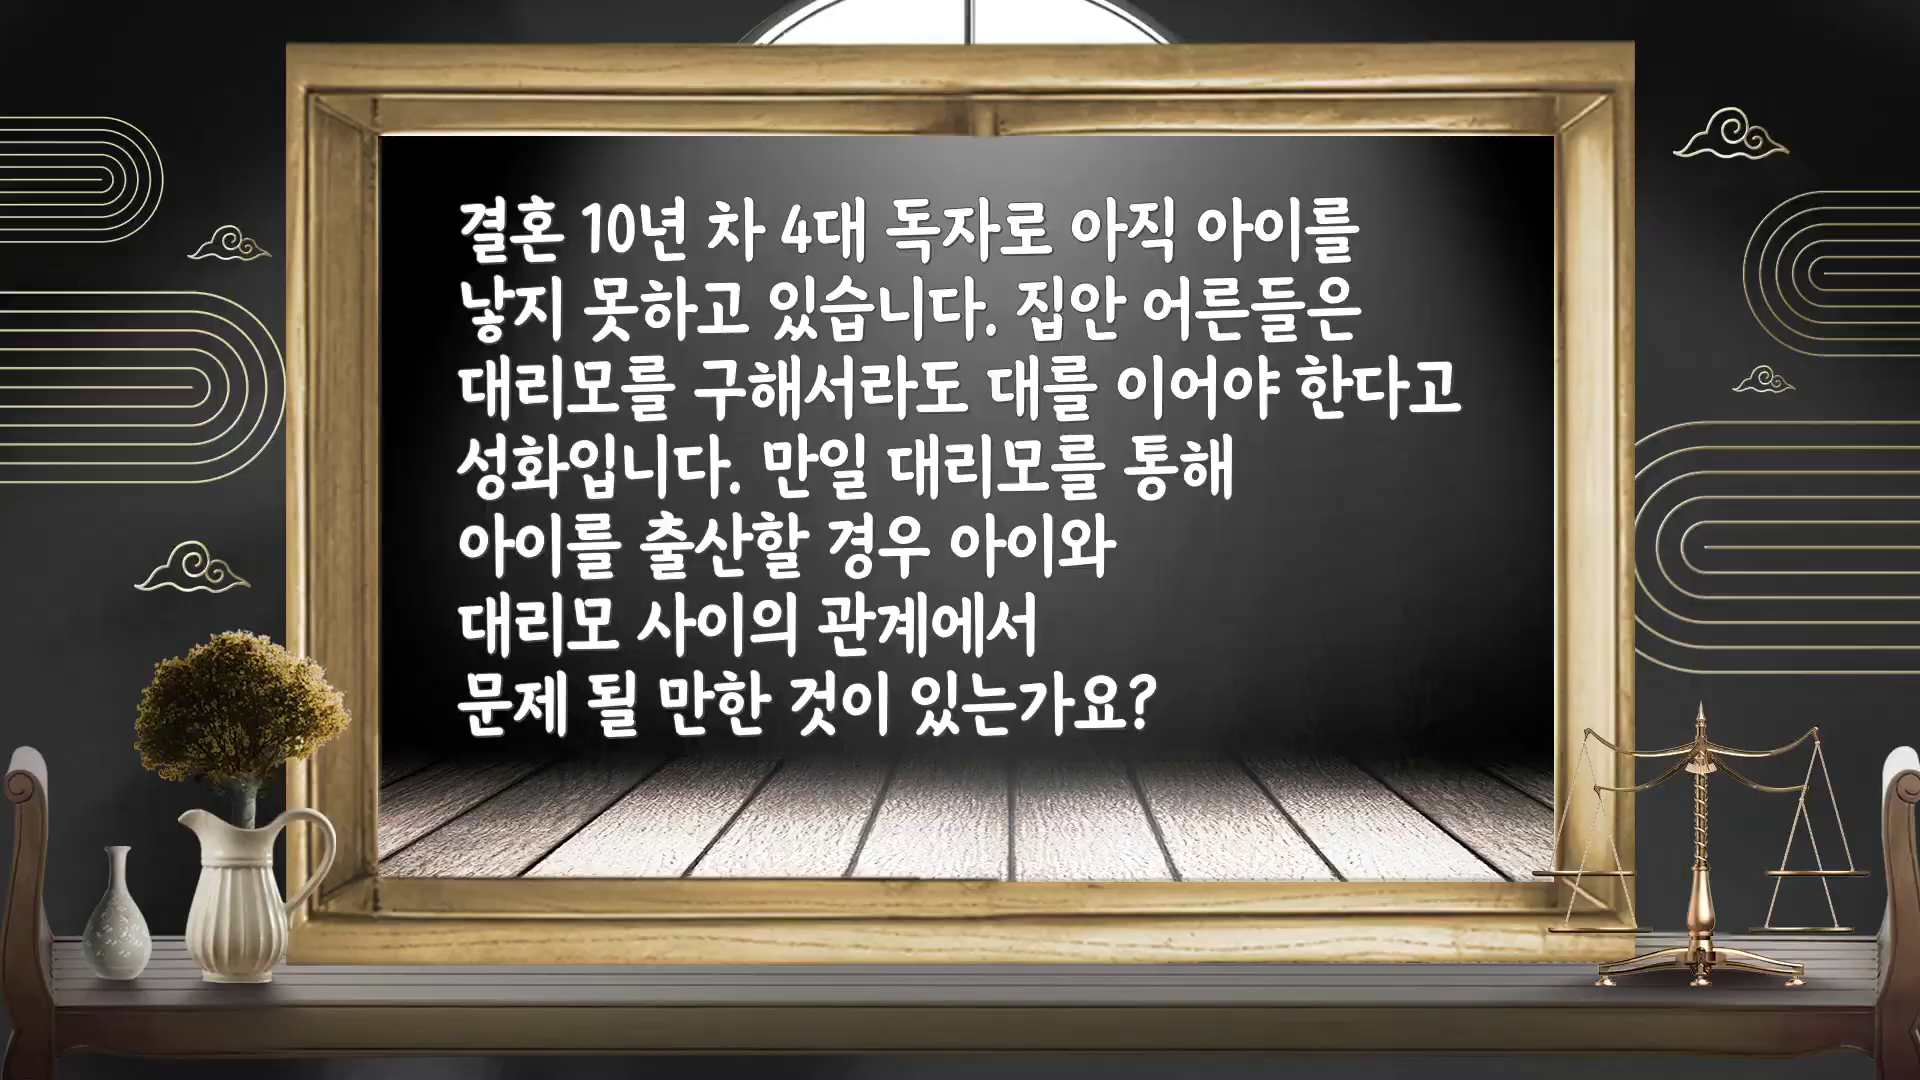 결혼 10년 차 4대 독자로 아직 아이를
낳지 못하고 있습니다. 집안 어른들은
대리모를 구해서라도 대를 이어야 한다고
성화입니다. 만일 대리모를 통해
아이를 출산할 경우 아이와
대리모 사이의 관계에서
문제 될 만한 것이 있는가요?